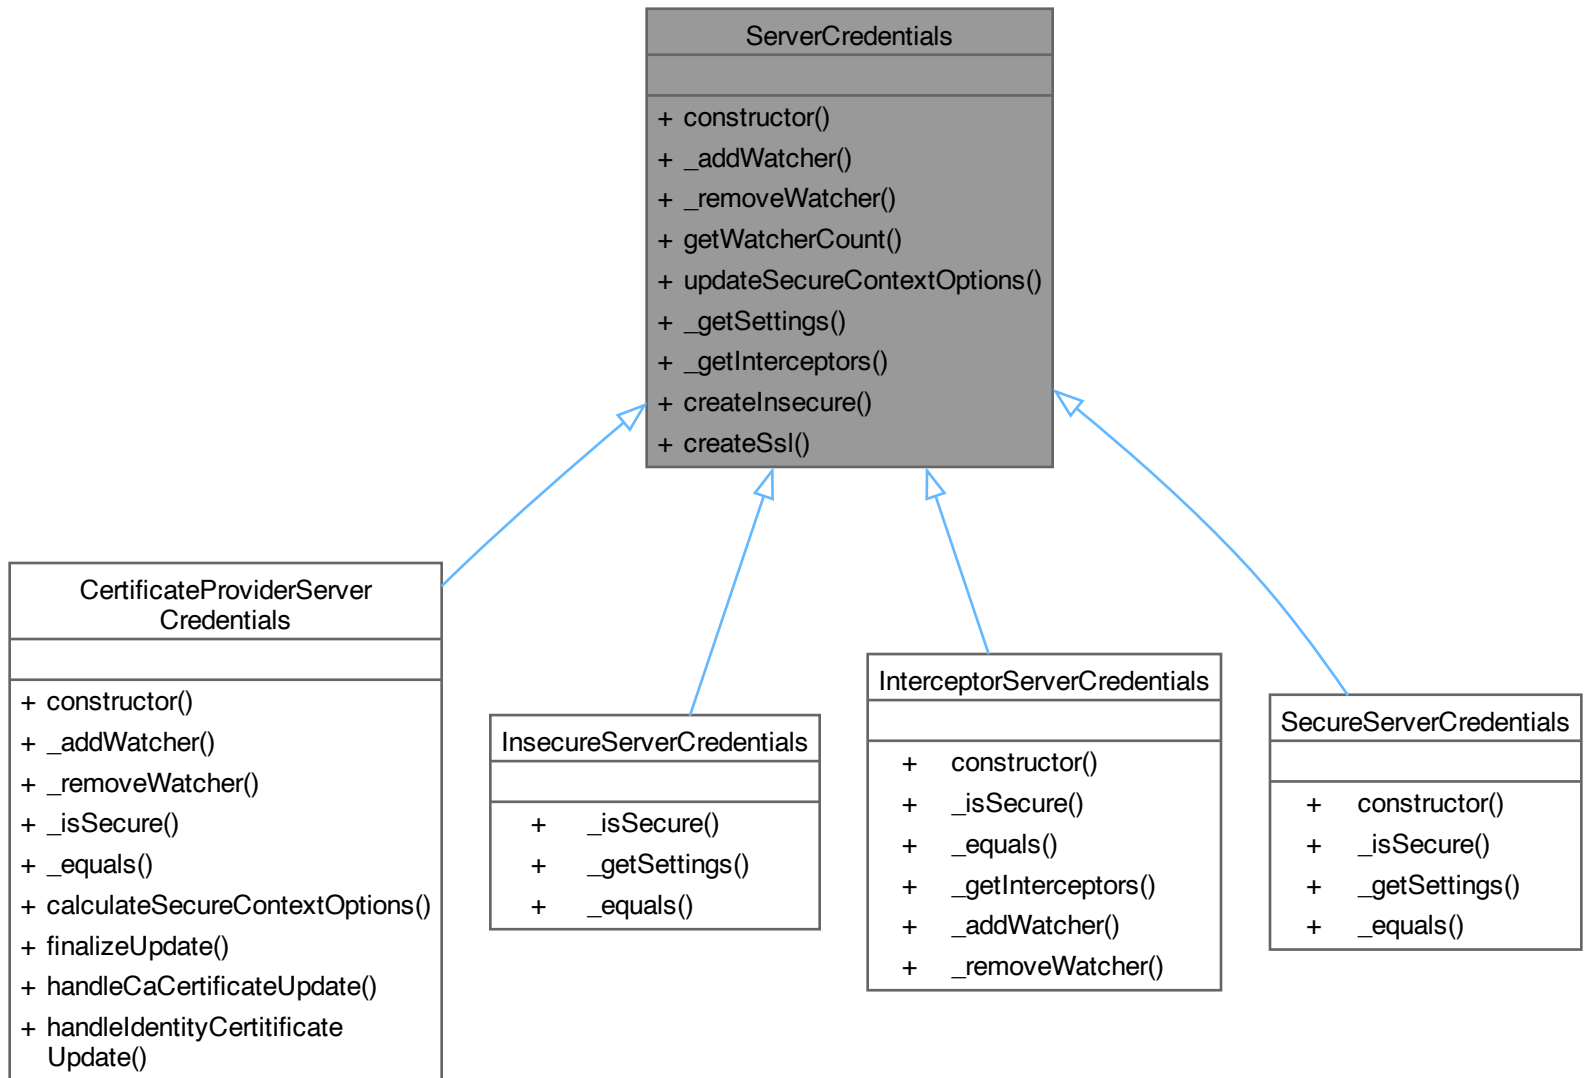 ServerCredentials
+ constructor()
+ _addWatcher()
+ _removeWatcher()
+ getWatcherCount()
+ updateSecureContextOptions()
+ _getSettings()
+ _getInterceptors()
+ createInsecure()
+ createSsl()
CertificateProviderServer
Credentials
+ constructor()
+ _addWatcher()
+ _removeWatcher()
+ _isSecure()
+ _equals()
+ calculateSecureContextOptions()
+ finalizeUpdate()
+ handleCaCertificateUpdate()
+ handleIdentityCertitificate
Update()
InsecureServerCredentials
+ _isSecure()
+ _getSettings()
+ _equals()
InterceptorServerCredentials
+ constructor()
+ _isSecure()
+ _equals()
+ _getInterceptors()
+ _addWatcher()
+ _removeWatcher()
SecureServerCredentials
+ constructor()
+ _isSecure()
+ _getSettings()
+ _equals()